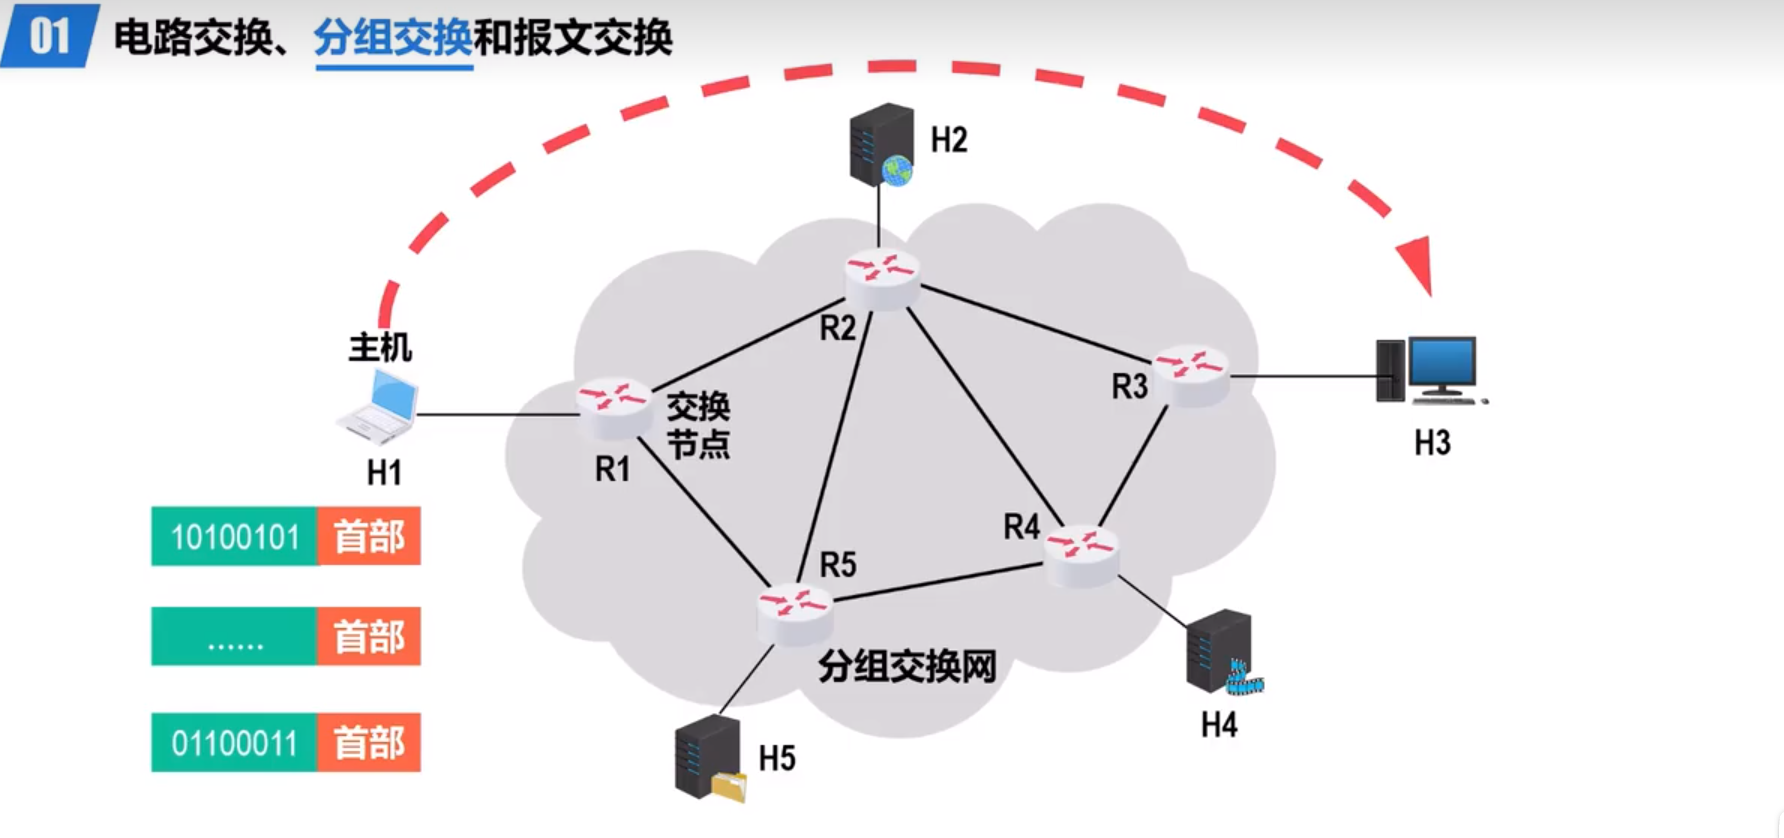 01 电路交换、分组交换和报文交换
H2
R2
主机
R3
交换
节点
H1
R1
H3
R4
10100101 首部
R5
...... 首部
分组交换网
H4
01100011 首部
H5